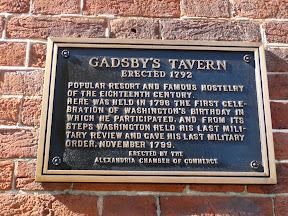 GADSBY'S TAVERN
ERECTED 1792
POPULAR RESORT AND FAMOUS HOSTELRY
OF THE EIGHTEENTH CENTURY.
HERE WAS HELD IN 1798 THE FIRST CELE-
BRATION OF WASHINGTON'S BIRTHDAY IN
WHICH HE PARTICIPATED, AND FROM ITS
STEPS WASHINGTON HELD HIS LAST MILI-
TARY REVIEW AND GAVE HIS LAST MILITARY
ORDER, NOVEMBER 1799.
ERECTED BY THE
ALEXANDRIA CHAMBER OF COMMERCE